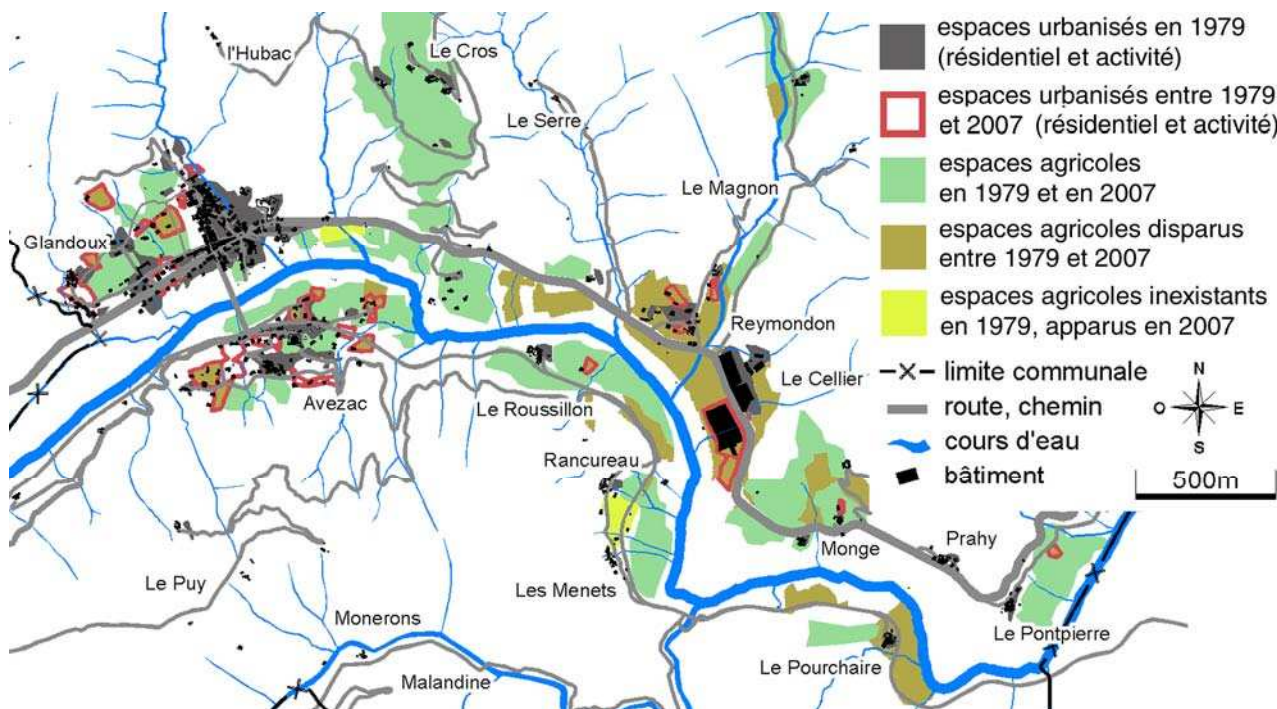 l'Hubac
Le Cros
Le Serre
Le Magnon
Glandoux
Reymondon
Le Cellier
Avezac
Le Roussillon
Rancureau
Monge
Prahy
Le Puy
Les Menets
Monerons
Le Pontpierre
Le Pourchaire
Malandine
espaces urbanisés en 1979
(résidentiel et activité)
espaces urbanisés entre 1979
et 2007 (résidentiel et activité)
espaces agricoles
en 1979 et en 2007
espaces agricoles disparus
entre 1979 et 2007
espaces agricoles inexistants
en 1979, apparus en 2007
limite communale
route, chemin
cours d'eau
bâtiment
N
O E
S
500m